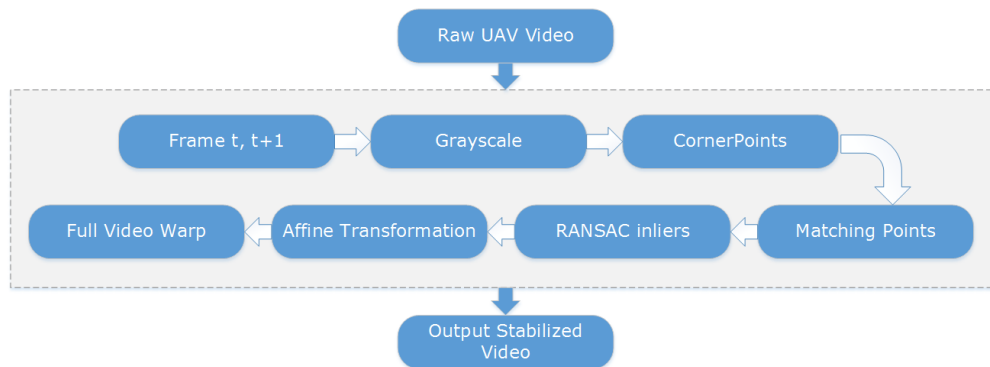 Raw UAV Video
Frame t, t+1
Grayscale
CornerPoints
Matching Points
RANSAC inliers
Affine Transformation
Full Video Warp
Output Stabilized
Video